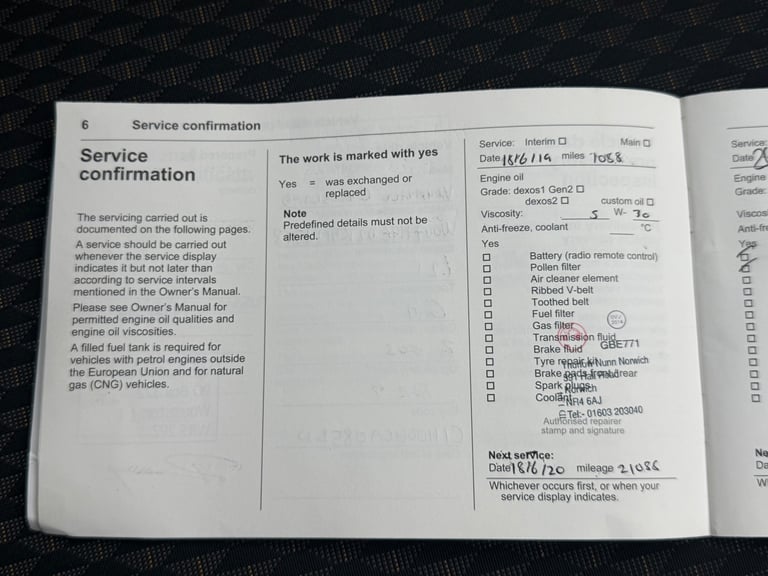 6 Service confirmation
Service
confirmation
The servicing carried out is
documented on the following pages.
A service should be carried out
whenever the service display
indicates it but not later than
according to service intervals
mentioned in the Owner's Manual.
Please see Owner's Manual for
permitted engine oil qualities and
engine oil viscosities.
A filled fuel tank is required for
vehicles with petrol engines outside
the European Union and for natural
gas (CNG) vehicles.
The work is marked with yes
Yes = was exchanged or
replaced
Note
Predefined details must not be
altered.
Service: Interim ☐ Main ☐
Date 18/6/19 miles 7088
Engine oil
Grade: dexos1 Gen2 ☐
dexos2 ☐ custom oil ☐
Viscosity: 5 W- 30
Anti-freeze, coolant °C
Yes
☐ Battery (radio remote control)
☐ Pollen filter
☐ Air cleaner element
☐ Ribbed V-belt
☐ Toothed belt
☐ Fuel filter
☐ Gas filter
☐ Transmission fluid
☐ Brake fluid GBE771
☐ Tyre repair kit
Thurlow Nunn Norwich
☐ Brake pads front/rear
☐ Spark plugs
Norwich
☐ Coolant
NR4 6AJ
Tel:- 01603 203040
Authorised repairer
stamp and signature
Next service:
Date 18/6/20 mileage 21088
Whichever occurs first, or when your
service display indicates.
Service:
Date
Engine
Grade:
Yes